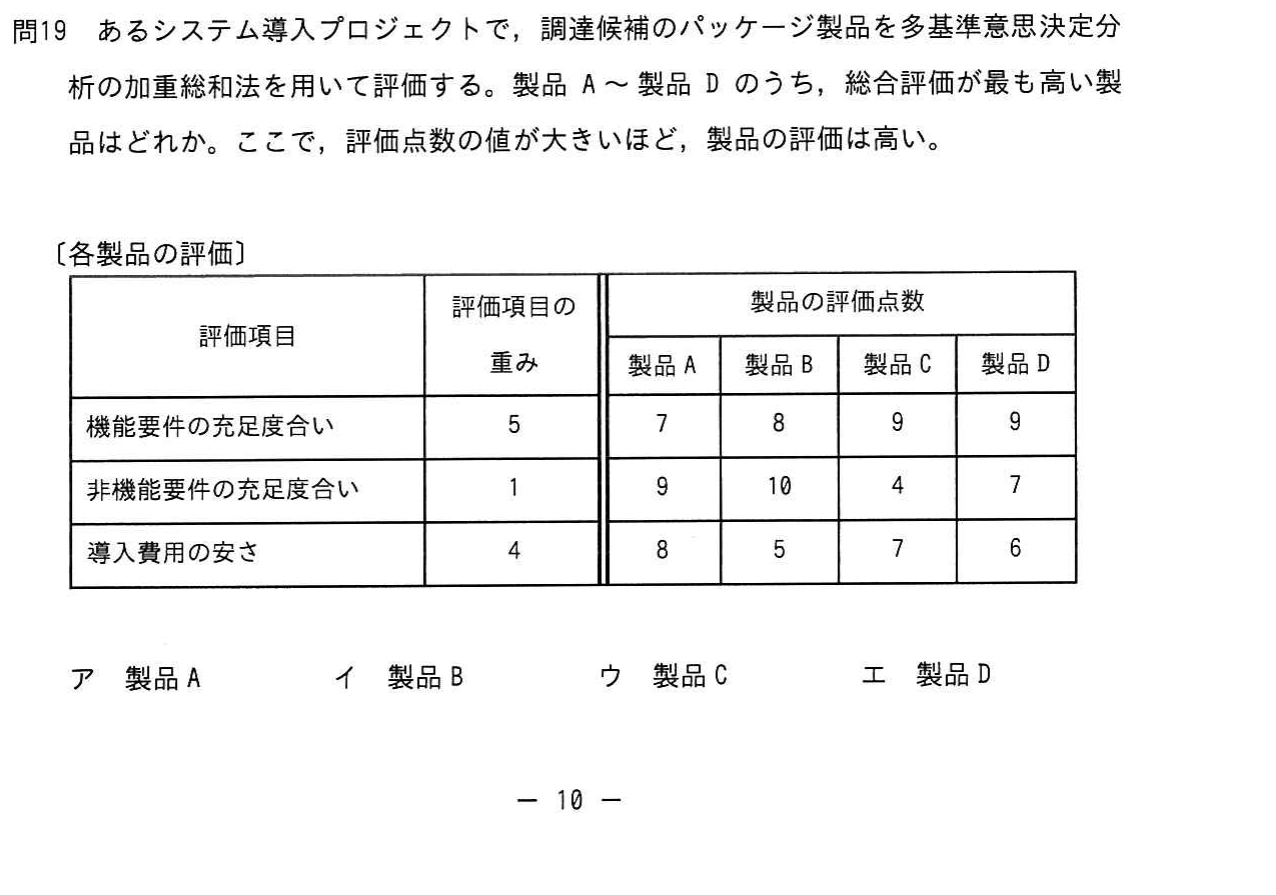 問19 あるシステム導入プロジェクトで，調達候補のパッケージ製品を多基準意思決定分
析の加重総和法を用いて評価する。製品 A～製品 D のうち，総合評価が最も高い製
品はどれか。ここで，評価点数の値が大きいほど，製品の評価は高い。
〔各製品の評価〕
評価項目 評価項目の重み 製品の評価点数
製品 A 製品 B 製品 C 製品 D
機能要件の充足度合い 5 7 8 9 9
非機能要件の充足度合い 1 9 10 4 7
導入費用の安さ 4 8 5 7 6
ア 製品 A イ 製品 B ウ 製品 C エ 製品 D
― 10 ―